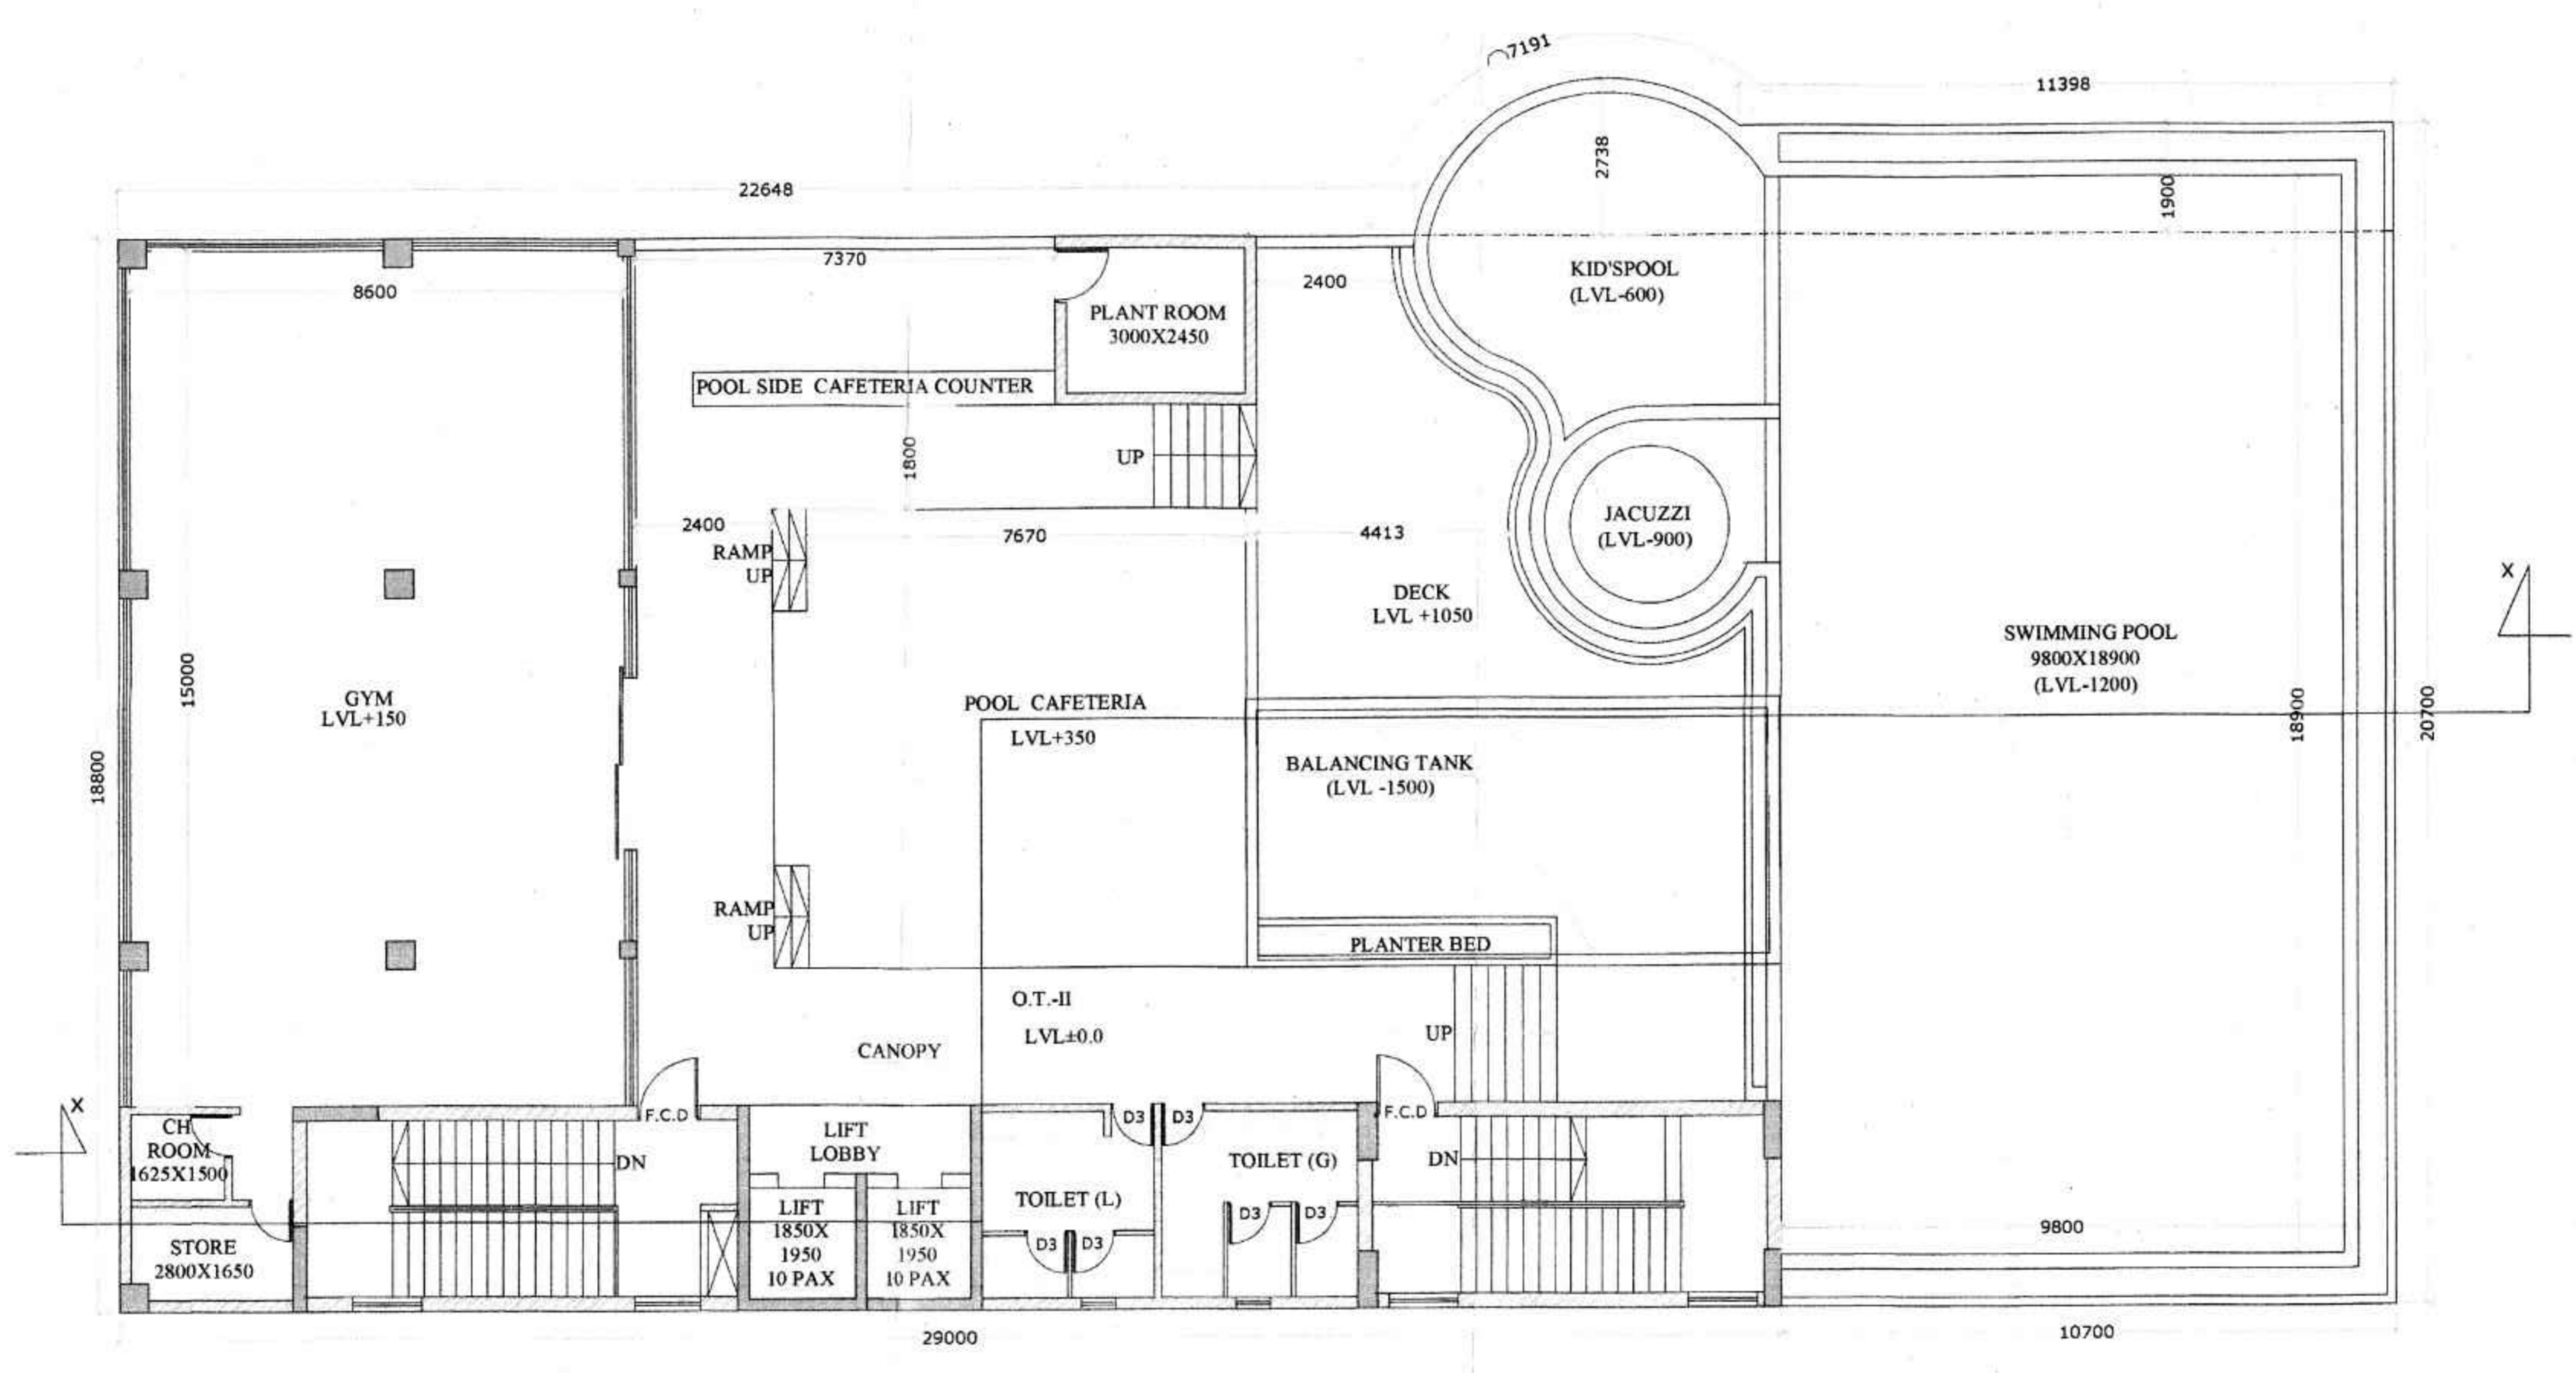 7191
11398
2738
22648
1900
7370
8600
2400
KID'SPOOL
(LVL-600)
PLANT ROOM
3000X2450
POOL SIDE CAFETERIA COUNTER
UP
1800
2400
RAMP
UP
7670
4413
JACUZZI
(LVL-900)
DECK
LVL +1050
X
SWIMMING POOL
9800X18900
(LVL-1200)
15000
GYM
LVL+150
POOL CAFETERIA
LVL+350
18900
20700
18800
BALANCING TANK
(LVL -1500)
RAMP
UP
PLANTER BED
O.T.-II
LVL±0.0
UP
CANOPY
X
F.C.D
D3
D3
F.C.D
CH
ROOM
1625X1500
DN
LIFT
LOBBY
TOILET (L)
TOILET (G)
DN
STORE
2800X1650
LIFT
1850X
1950
10 PAX
LIFT
1850X
1950
10 PAX
D3
D3
D3
D3
9800
29000
10700